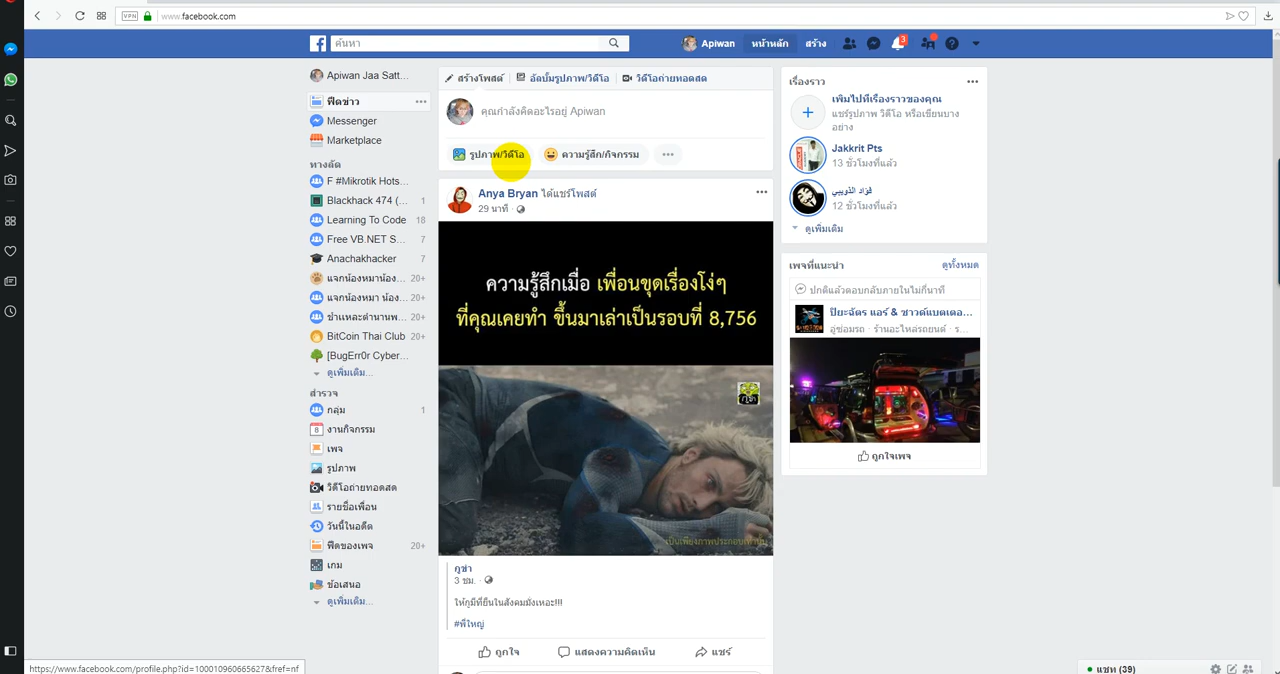 VPN www.facebook.com
ค้นหา
Apiwan หน้าหลัก สร้าง 3
Apiwan Jaa Satt...
ฟีดข่าว
Messenger
Marketplace
ทางลัด
F #Mikrotik Hots...
Blackhack 474 (... 1
Learning To Code 18
Free VB.NET S... 7
Anachakhacker 7
แจกน้องหมาน้อง... 20+
แจกน้องหมา น้อง... 20+
ชำแหละตำนานพ... 20+
BitCoin Thai Club 20+
[BugErr0r Cyber...
ดูเพิ่มเติม...
สำรวจ
กลุ่ม 1
งานกิจกรรม
เพจ
รูปภาพ
วิดีโอถ่ายทอดสด
รายชื่อเพื่อน
วันนี้ในอดีต
ฟีดของเพจ 20+
เกม
ข้อเสนอ
ดูเพิ่มเติม...
สร้างโพสต์ อัลบั้มรูปภาพ/วิดีโอ วิดีโอถ่ายทอดสด
คุณกำลังคิดอะไรอยู่ Apiwan
รูปภาพ/วิดีโอ ความรู้สึก/กิจกรรม
Anya Bryan ได้แชร์โพสต์
29 นาที ·
ความรู้สึกเมื่อ เพื่อนขุดเรื่องโง่ๆ
ที่คุณเคยทำ ขึ้นมาเล่าเป็นรอบที่ 8,756
กูข่า
3 ชม. ·
ให้กูมีที่ยืนในสังคมมั่งเหอะ!!!
#พี่ใหญ่
ถูกใจ แสดงความคิดเห็น แชร์
เรื่องราว
เพิ่มไปที่เรื่องราวของคุณ
แชร์รูปภาพ วิดีโอ หรือเขียนบาง
อย่าง
Jakkrit Pts
13 ชั่วโมงที่แล้ว
12 ชั่วโมงที่แล้ว
ดูเพิ่มเติม
เพจที่แนะนำ ดูทั้งหมด
ปกติแล้วตอบกลับภายในไม่กี่นาที
ปิยะฉัตร แอร์ & ซาวด์แบตเตอ...
อู่ซ่อมรถ · ร้านอะไหล่รถยนต์ · ร...
ถูกใจเพจ
https://www.facebook.com/profile.php?id=100010960665627&fref=nf
แชท (39)